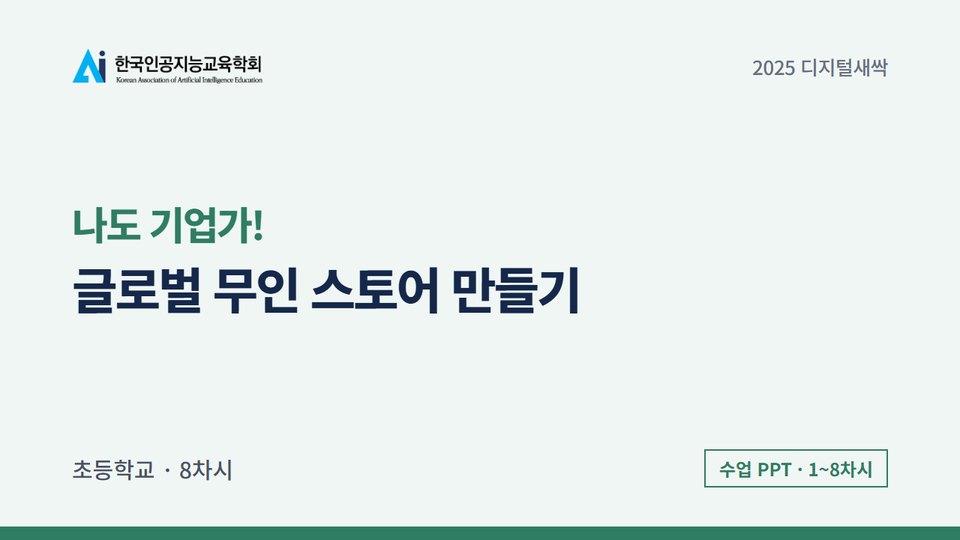 한국인공지능교육학회
Korean Association of Artificial Intelligence Education
2025 디지털새싹
나도 기업가!
글로벌 무인 스토어 만들기
초등학교 · 8차시
수업 PPT · 1~8차시